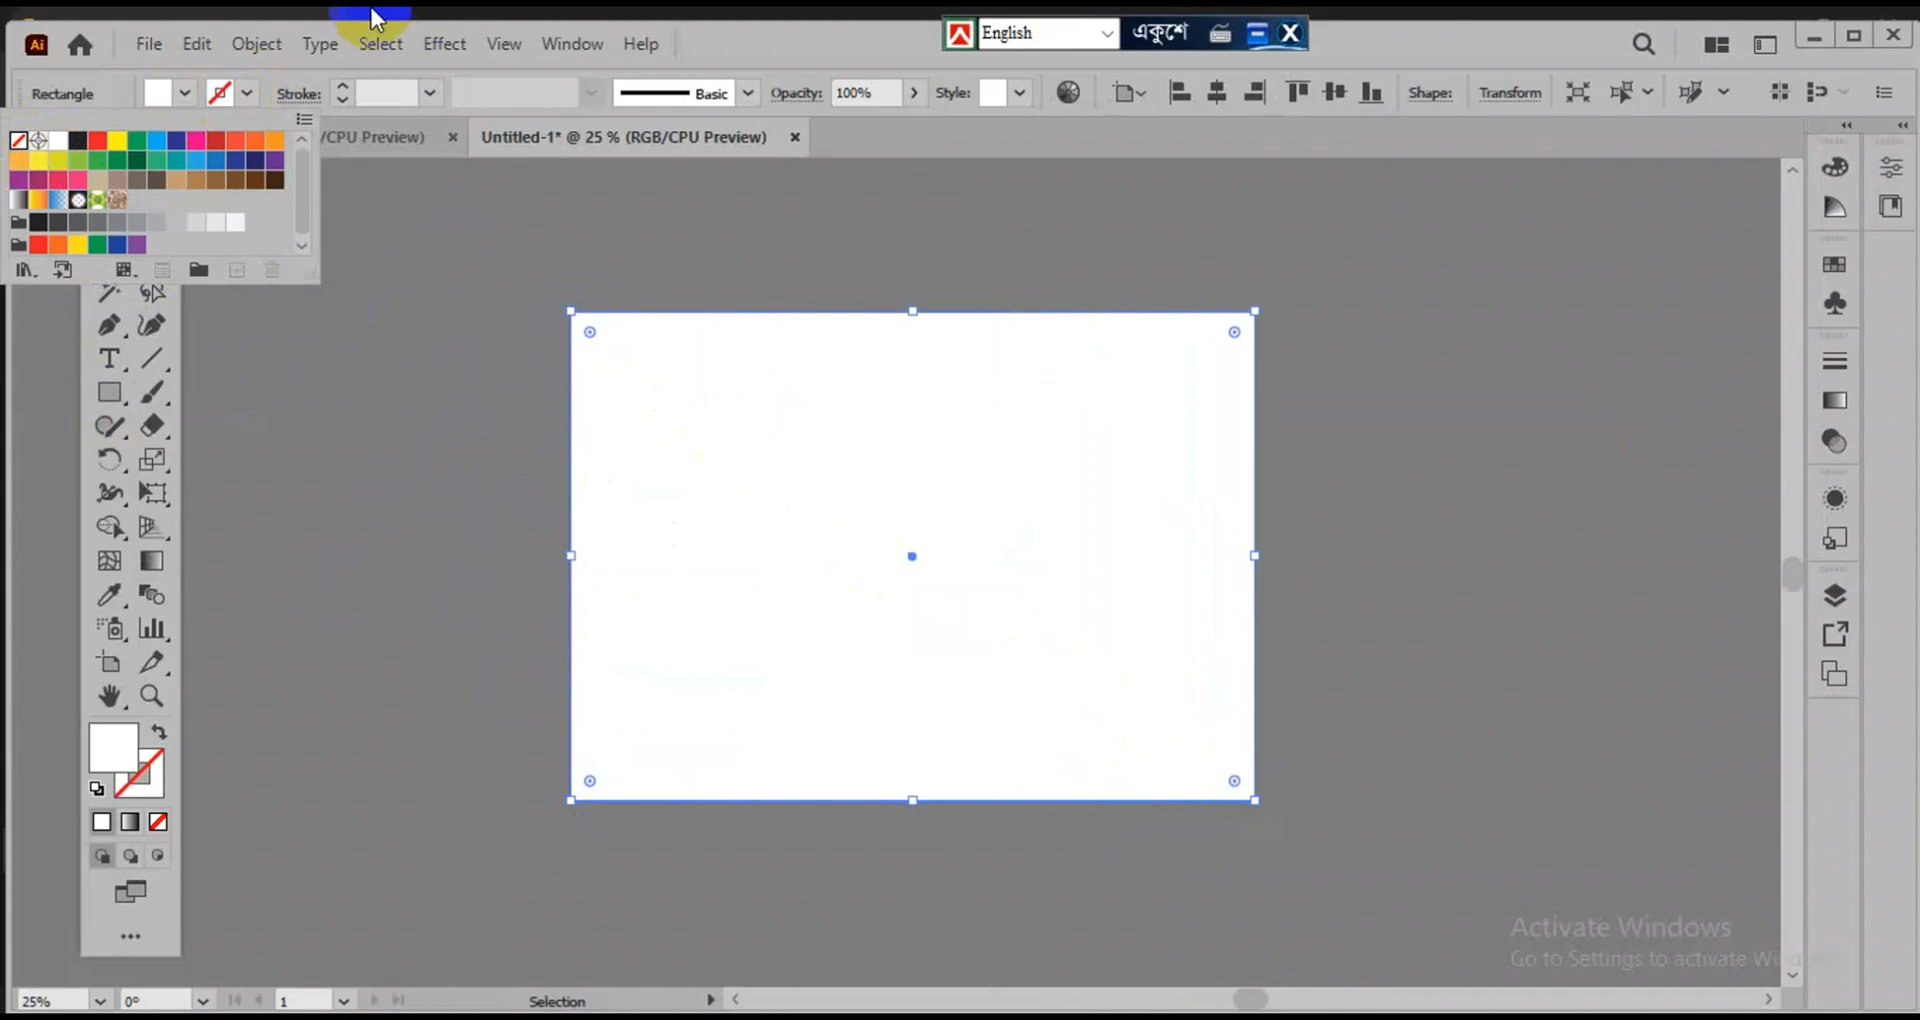 English
একুশে
X
Ai
File Edit Object Type Select Effect View Window Help
Rectangle
Stroke:
Basic
Opacity: 100%
Style:
Shape:
Transform
/CPU Preview) ×
Untitled-1* @ 25 % (RGB/CPU Preview) ×
T
Activate Windows
Go to Settings to activate
25%
0°
1
Selection